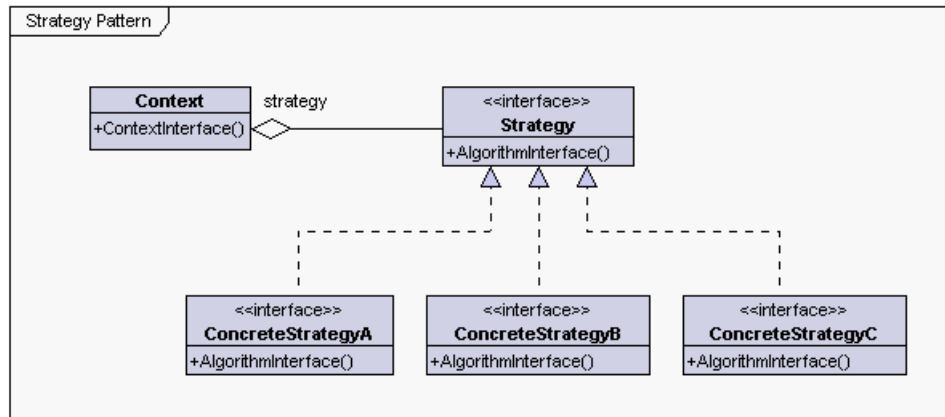 Strategy Pattern
Context
+ContextInterface()
strategy
<<interface>>
Strategy
+AlgorithmInterface()
<<interface>>
ConcreteStrategyA
+AlgorithmInterface()
<<interface>>
ConcreteStrategyB
+AlgorithmInterface()
<<interface>>
ConcreteStrategyC
+AlgorithmInterface()